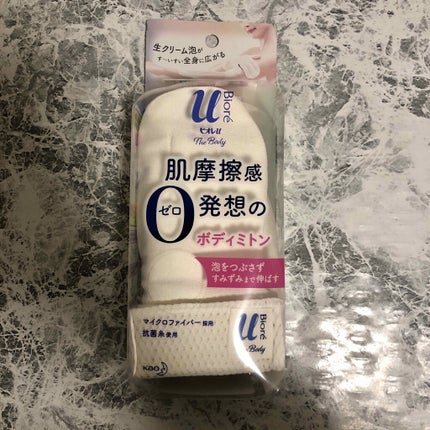 生クリーム泡が
す〜いすい全身に広がる
Bioré
u
ビオレu
The Body
肌摩擦感
0
ゼロ
発想の
ボディミトン
泡をつぶさず
すみずみまで伸ばす
マイクロファイバー採用
抗菌糸使用
Bioré
u
The Body
Kao